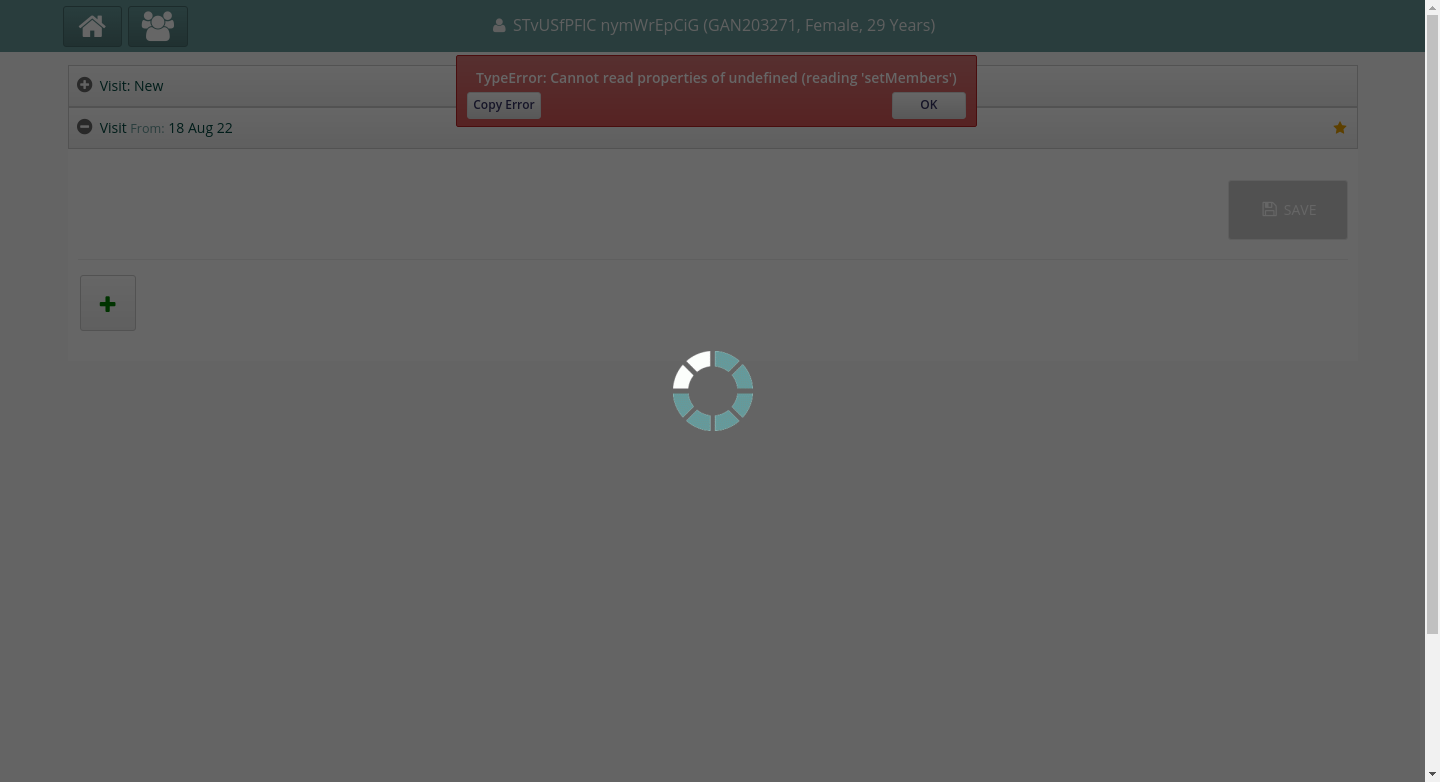 STvUSfPFlC nymWrEpCiG (GAN203271, Female, 29 Years)
TypeError: Cannot read properties of undefined (reading 'setMembers')
Copy Error OK
Visit: New
Visit From: 18 Aug 22
SAVE